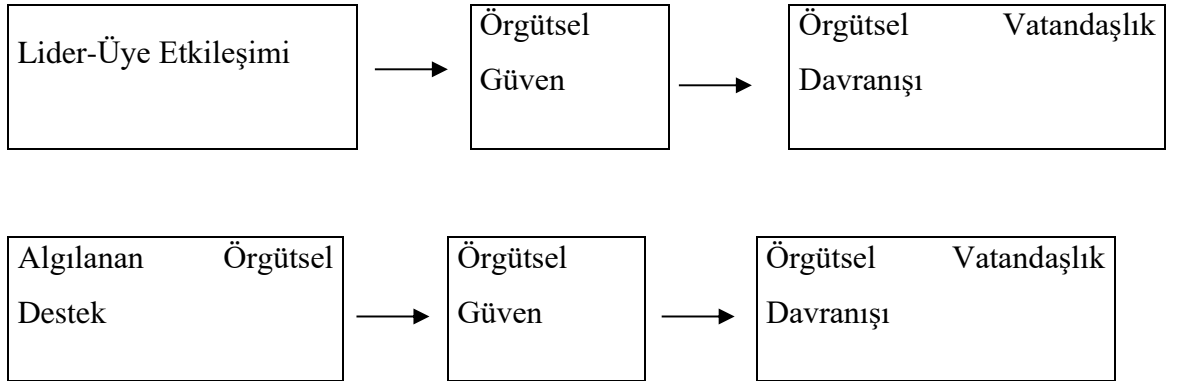 Lider-Üye Etkileşimi
Örgütsel
Güven
Örgütsel Vatandaşlık
Davranışı
Algılanan Örgütsel
Destek
Örgütsel
Güven
Örgütsel Vatandaşlık
Davranışı